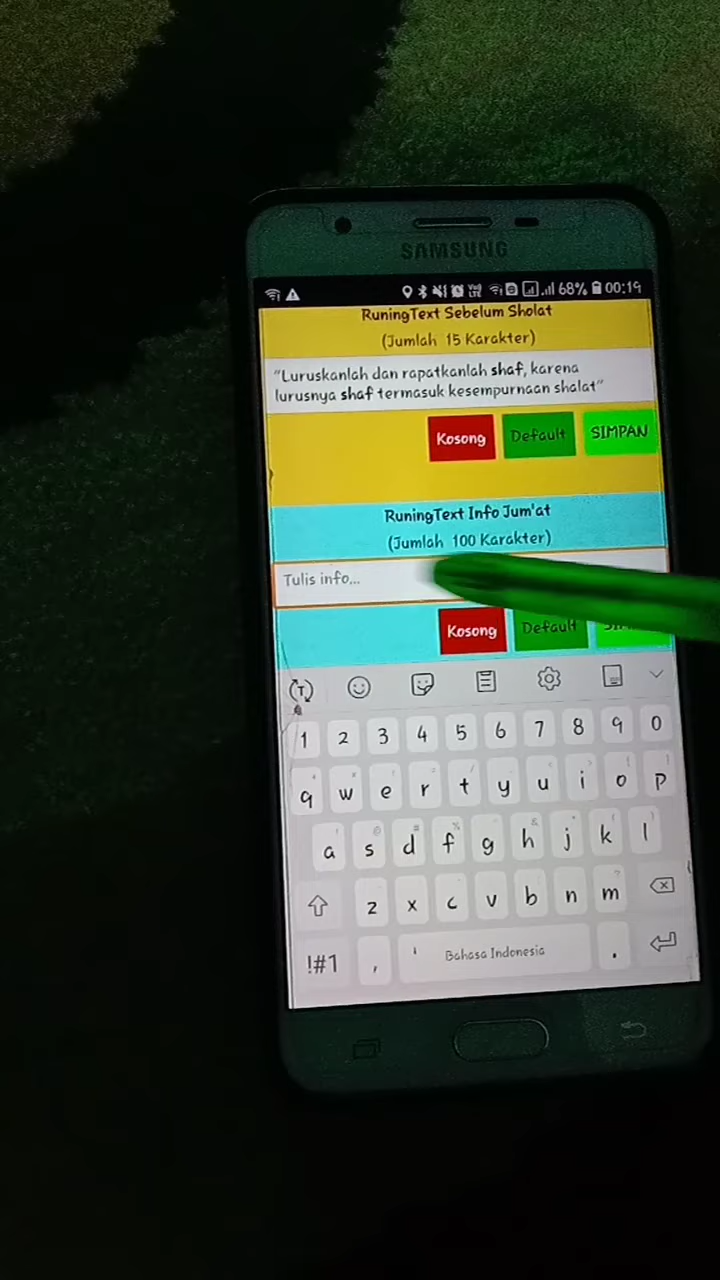 SAMSUNG
68% 00:19
RuningText Sebelum Sholat
(Jumlah 15 Karakter)
"Luruskanlah dan rapatkanlah shaf, karena
lurusnya shaf termasuk kesempurnaan shalat"
Kosong Default SIMPAN
RuningText Info Jum'at
(Jumlah 100 Karakter)
Tulis info...
Kosong Default
1 2 3 4 5 6 7 8 9 0
q w e r t y u i o p
a s d f g h j k l
z x c v b n m
!#1 , Bahasa Indonesia .